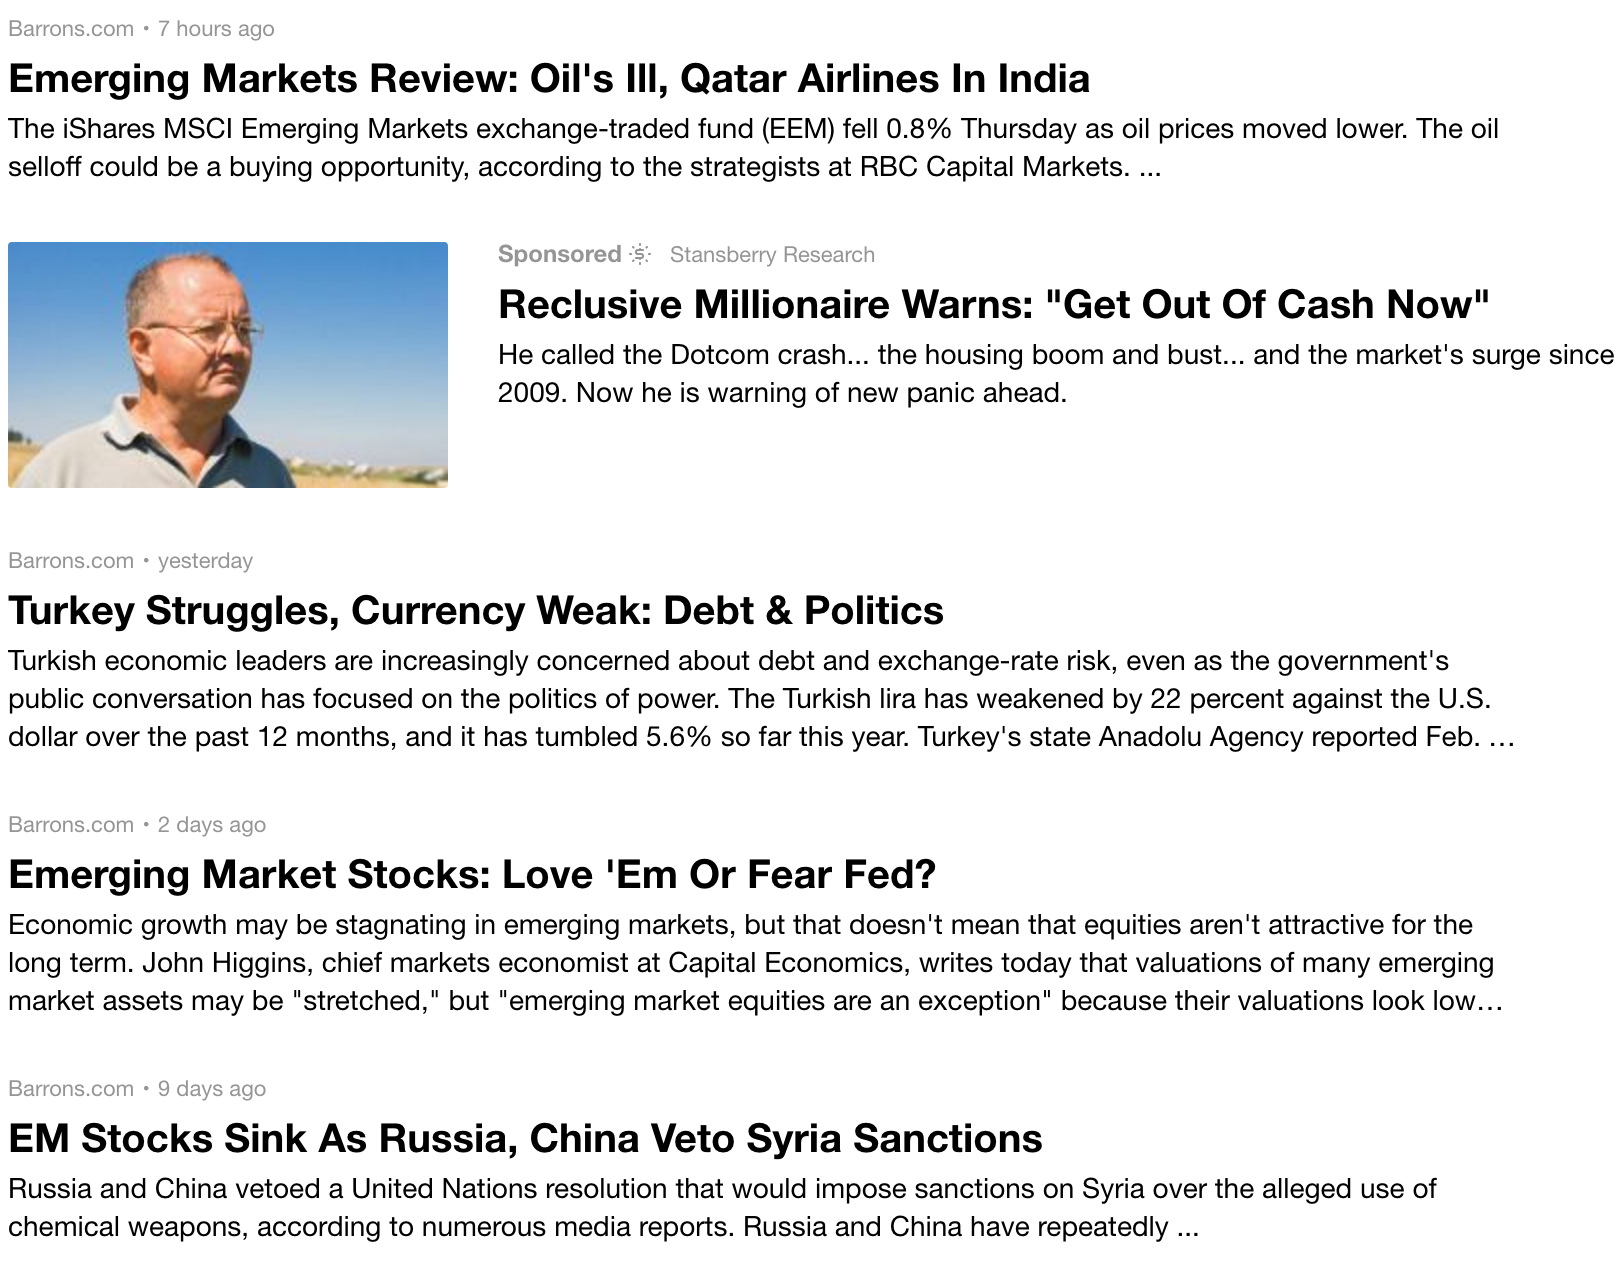 Barrons.com • 7 hours ago
Emerging Markets Review: Oil's Ill, Qatar Airlines In India
The iShares MSCI Emerging Markets exchange-traded fund (EEM) fell 0.8% Thursday as oil prices moved lower. The oil
selloff could be a buying opportunity, according to the strategists at RBC Capital Markets. ...
Sponsored Stansberry Research
Reclusive Millionaire Warns: "Get Out Of Cash Now"
He called the Dotcom crash... the housing boom and bust... and the market's surge since
2009. Now he is warning of new panic ahead.
Barrons.com • yesterday
Turkey Struggles, Currency Weak: Debt & Politics
Turkish economic leaders are increasingly concerned about debt and exchange-rate risk, even as the government's
public conversation has focused on the politics of power. The Turkish lira has weakened by 22 percent against the U.S.
dollar over the past 12 months, and it has tumbled 5.6% so far this year. Turkey's state Anadolu Agency reported Feb. …
Barrons.com • 2 days ago
Emerging Market Stocks: Love 'Em Or Fear Fed?
Economic growth may be stagnating in emerging markets, but that doesn't mean that equities aren't attractive for the
long term. John Higgins, chief markets economist at Capital Economics, writes today that valuations of many emerging
market assets may be "stretched," but "emerging market equities are an exception" because their valuations look low…
Barrons.com • 9 days ago
EM Stocks Sink As Russia, China Veto Syria Sanctions
Russia and China vetoed a United Nations resolution that would impose sanctions on Syria over the alleged use of
chemical weapons, according to numerous media reports. Russia and China have repeatedly ...